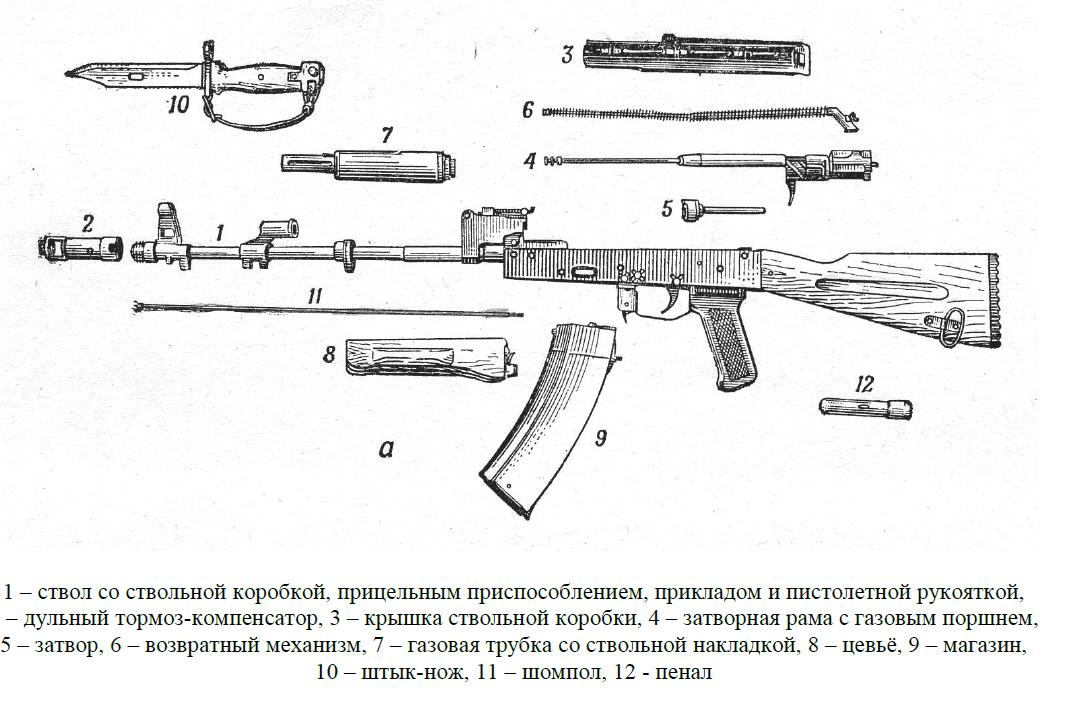 10
3
6
7
4
5
2
1
11
8
12
9
а
1 – ствол со ствольной коробкой, прицельным приспособлением, прикладом и пистолетной рукояткой,
– дульный тормоз-компенсатор, 3 – крышка ствольной коробки, 4 – затворная рама с газовым поршнем,
5 – затвор, 6 – возвратный механизм, 7 – газовая трубка со ствольной накладкой, 8 – цевьё, 9 – магазин,
10 – штык-нож, 11 – шомпол, 12 - пенал